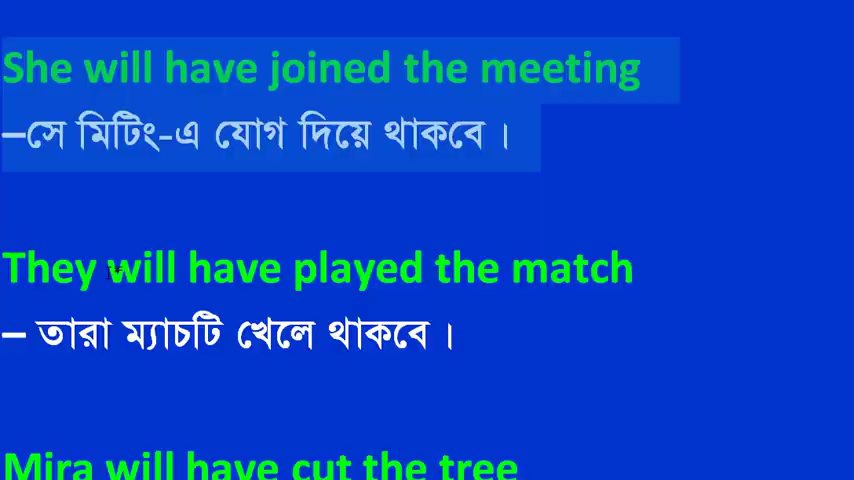 She will have joined the meeting
–সে মিটিং-এ যোগ দিয়ে থাকবে ।
They will have played the match
– তারা ম্যাচটি খেলে থাকবে ।
Mira will have cut the tree